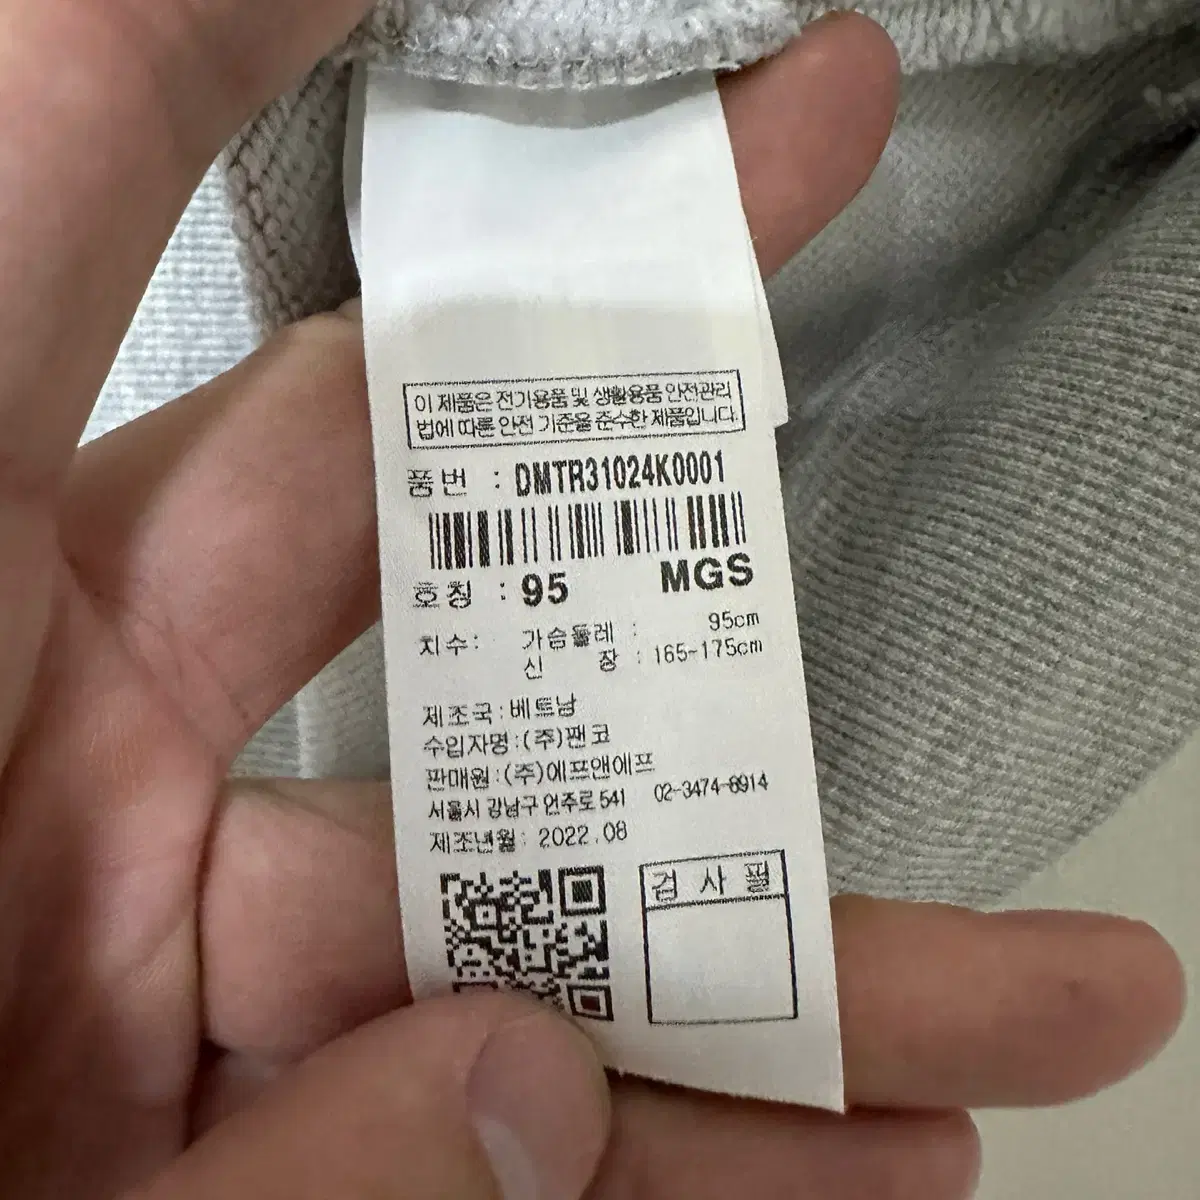 이 제품은 전기용품 및 생활용품 안전관리
법에 따른 안전 기준을 준수한 제품입니다.
품번 : DMTR31024K0001
호칭 : 95 MGS
치수: 가슴둘레 : 95cm
신 장 : 165-175cm
제조국:베트남
수입자명:(주)팬코
판매원:(주)에프앤에프
서울시 강남구 언주로 541 02-3474-8914
제조년월: 2022.08
검 사 필